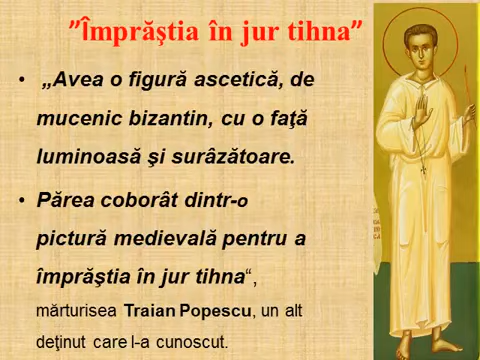 ”Împrăştia în jur tihna”
• „Avea o figură ascetică, de
mucenic bizantin, cu o faţă
luminoasă şi surâzătoare.
• Părea coborât dintr-o
pictură medievală pentru a
împrăştia în jur tihna“,
mărturisea Traian Popescu, un alt
deţinut care l-a cunoscut.